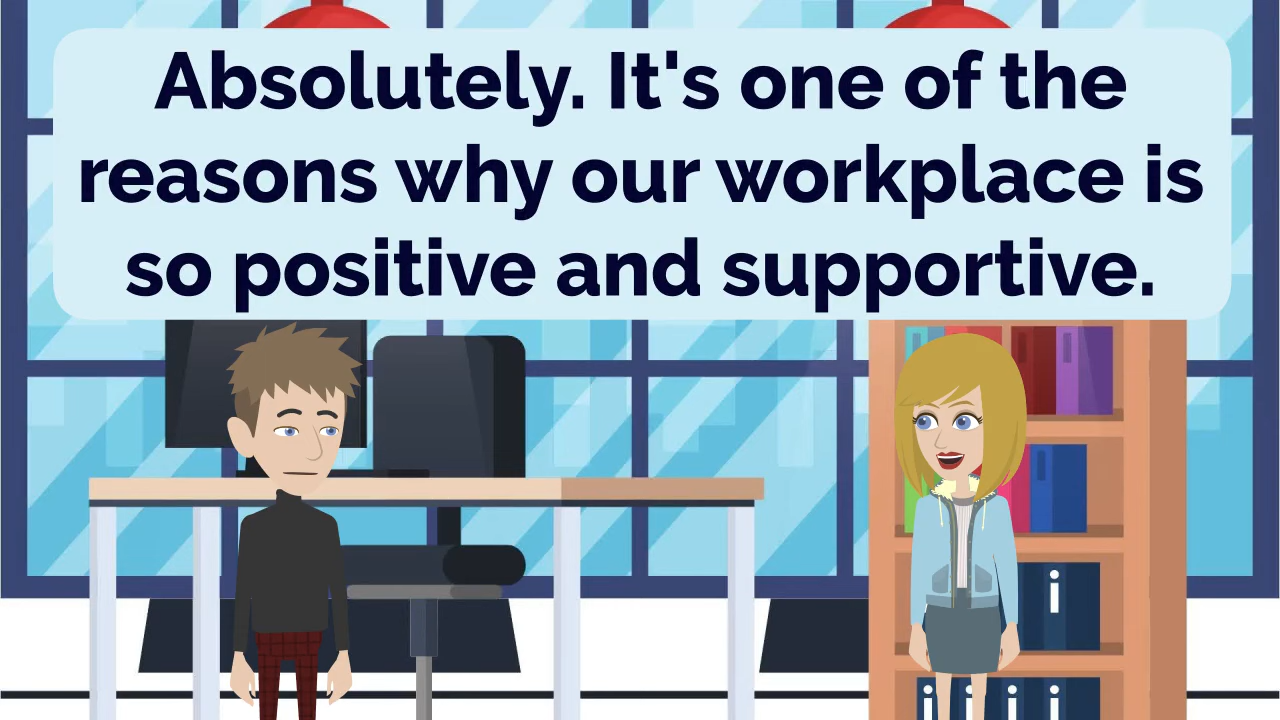 Absolutely. It's one of the
reasons why our workplace is
so positive and supportive.
i
i i i i